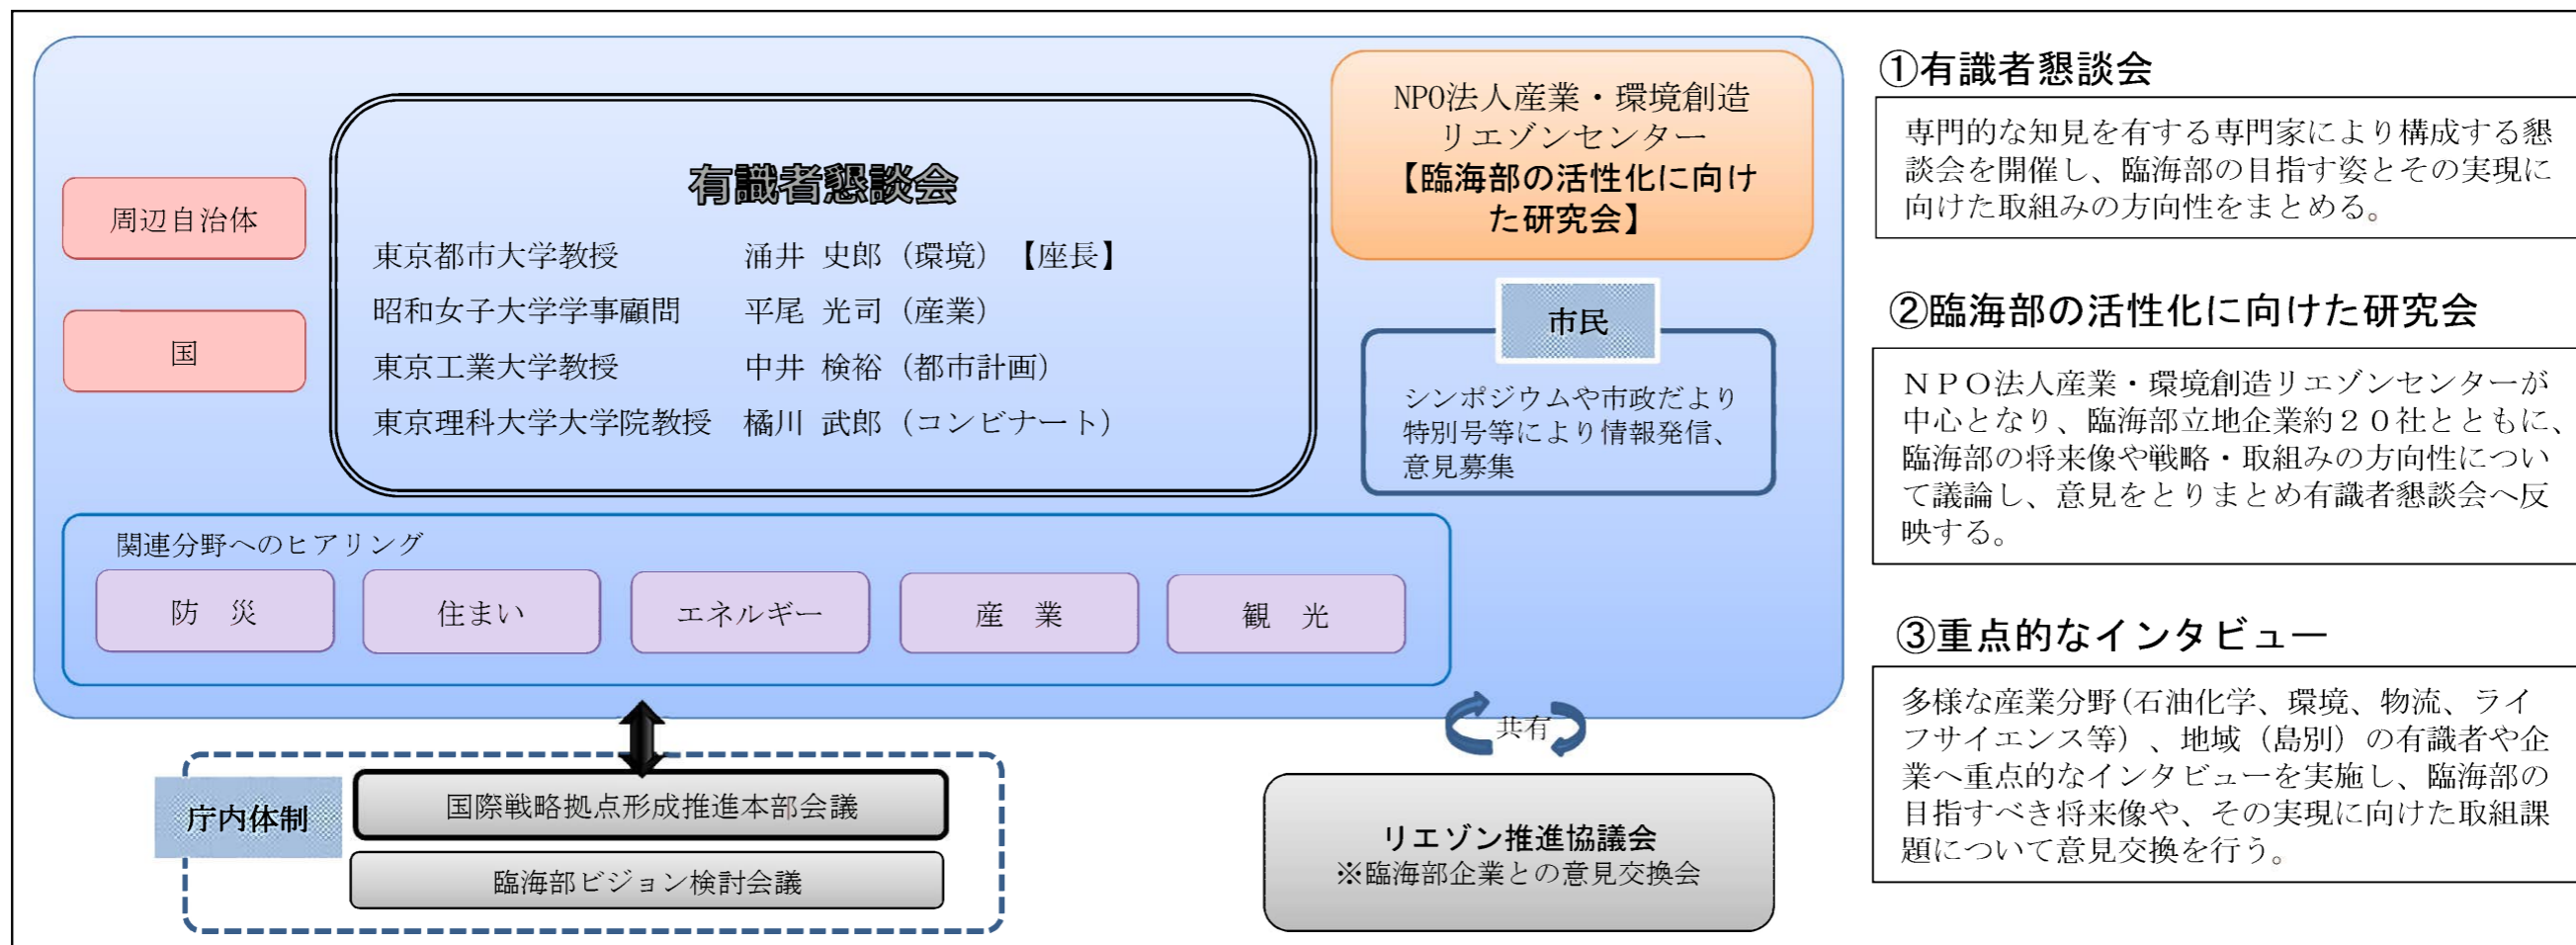 周辺自治体
国
有識者懇談会
東京都市大学教授 涌井 史郎（環境）【座長】
昭和女子大学学事顧問 平尾 光司（産業）
東京工業大学教授 中井 検裕（都市計画）
東京理科大学大学院教授 橘川 武郎（コンビナート）
NPO法人産業・環境創造
リエゾンセンター
【臨海部の活性化に向け
た研究会】
市民
シンポジウムや市政だより
特別号等により情報発信、
意見募集
関連分野へのヒアリング
防 災
住まい
エネルギー
産 業
観 光
共有
庁内体制
国際戦略拠点形成推進本部会議
臨海部ビジョン検討会議
リエゾン推進協議会
※臨海部企業との意見交換会
①有識者懇談会
専門的な知見を有する専門家により構成する懇
談会を開催し、臨海部の目指す姿とその実現に
向けた取組みの方向性をまとめる。
②臨海部の活性化に向けた研究会
ＮＰＯ法人産業・環境創造リエゾンセンターが
中心となり、臨海部立地企業約２０社とともに、
臨海部の将来像や戦略・取組みの方向性につい
て議論し、意見をとりまとめ有識者懇談会へ反
映する。
③重点的なインタビュー
多様な産業分野(石油化学、環境、物流、ライ
フサイエンス等)、地域（島別）の有識者や企
業へ重点的なインタビューを実施し、臨海部の
目指すべき将来像や、その実現に向けた取組課
題について意見交換を行う。